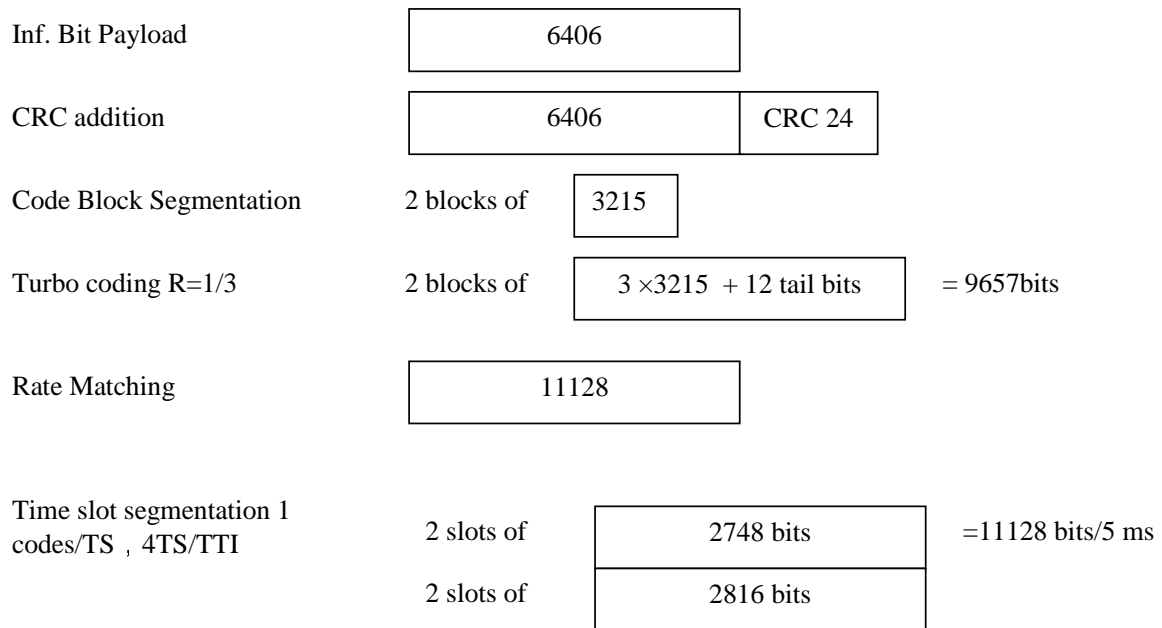 Inf. Bit Payload
6406
CRC addition
6406
CRC 24
Code Block Segmentation
2 blocks of
3215
Turbo coding R=1/3
2 blocks of
3 ×3215 + 12 tail bits
= 9657bits
Rate Matching
11128
Time slot segmentation 1
codes/TS , 4TS/TTI
2 slots of
2748 bits
=11128 bits/5 ms
2 slots of
2816 bits